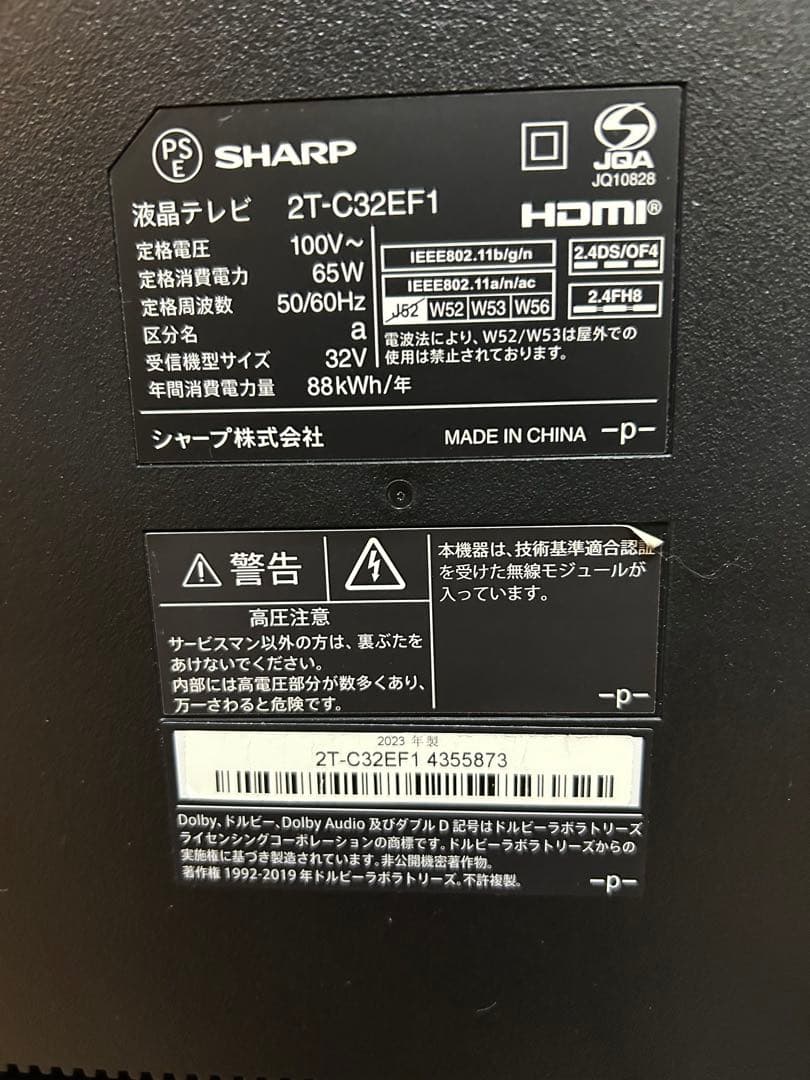 PS E SHARP
JQA
JQ10828
液晶テレビ 2T-C32EF1
HDMI®
定格電圧 100V～
定格消費電力 65W
定格周波数 50/60Hz
区分名 a
受信機型サイズ 32V
年間消費電力量 88kWh/年
IEEE802.11b/g/n
IEEE802.11a/n/ac
J52 W52 W53 W56
2.4DS/OF4
2.4FH8
電波法により、W52/W53は屋外での
使用は禁止されております。
シャープ株式会社 MADE IN CHINA -p-
警告
高圧注意
サービスマン以外の方は、裏ぶたを
あけないでください。
内部には高電圧部分が数多くあり、
万一さわると危険です。
本機器は、技術基準適合認証
を受けた無線モジュールが
入っています。
-p-
2023 年製
2T-C32EF1 4355873
Dolby、ドルビー、Dolby Audio 及びダブル D 記号はドルビーラボラトリーズ
ライセンシングコーポレーションの商標です。ドルビーラボラトリーズからの
実施権に基づき製造されています。非公開機密著作物。
著作権 1992-2019 年ドルビーラボラトリーズ。不許複製。
-p-